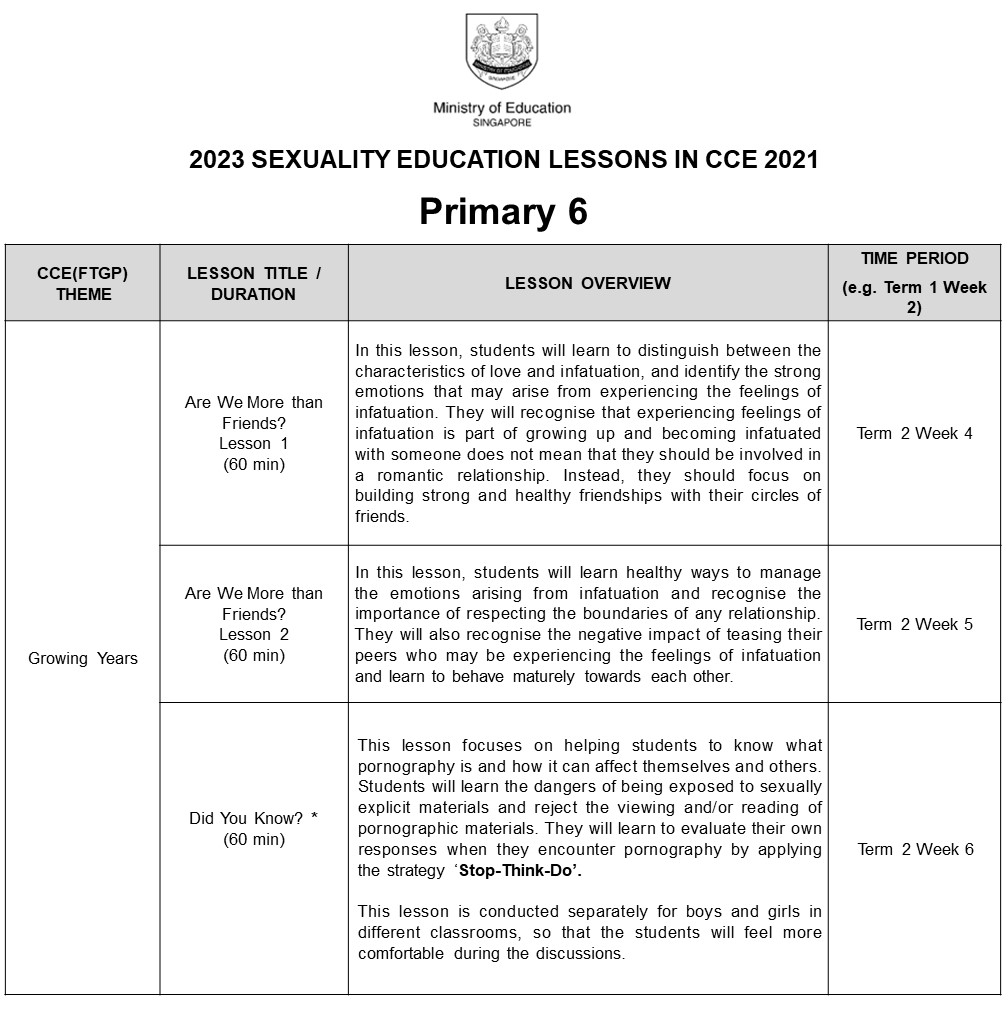 Ministry of Education
SINGAPORE
2023 SEXUALITY EDUCATION LESSONS IN CCE 2021
Primary 6
CCE(FTGP)
THEME
LESSON TITLE /
DURATION
LESSON OVERVIEW
TIME PERIOD
(e.g. Term 1 Week
2)
Growing Years
Are We More than
Friends?
Lesson 1
(60 min)
In this lesson, students will learn to distinguish between the
characteristics of love and infatuation, and identify the strong
emotions that may arise from experiencing the feelings of
infatuation. They will recognise that experiencing feelings of
infatuation is part of growing up and becoming infatuated
with someone does not mean that they should be involved in
a romantic relationship. Instead, they should focus on
building strong and healthy friendships with their circles of
friends.
Term 2 Week 4
Are We More than
Friends?
Lesson 2
(60 min)
In this lesson, students will learn healthy ways to manage
the emotions arising from infatuation and recognise the
importance of respecting the boundaries of any relationship.
They will also recognise the negative impact of teasing their
peers who may be experiencing the feelings of infatuation
and learn to behave maturely towards each other.
Term 2 Week 5
Did You Know? *
(60 min)
This lesson focuses on helping students to know what
pornography is and how it can affect themselves and others.
Students will learn the dangers of being exposed to sexually
explicit materials and reject the viewing and/or reading of
pornographic materials. They will learn to evaluate their own
responses when they encounter pornography by applying
the strategy ‘Stop-Think-Do’.
This lesson is conducted separately for boys and girls in
different classrooms, so that the students will feel more
comfortable during the discussions.
Term 2 Week 6